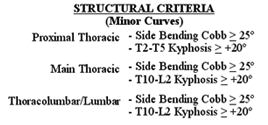 STRUCTURAL CRITERIA
(Minor Curves)
Proximal Thoracic - Side Bending Cobb ≥ 25°
- T2-T5 Kyphosis ≥ +20°
Main Thoracic - Side Bending Cobb ≥ 25°
- T10-L2 Kyphosis ≥ +20°
Thoracolumbar/Lumbar - Side Bending Cobb ≥ 25°
- T10-L2 Kyphosis ≥ +20°